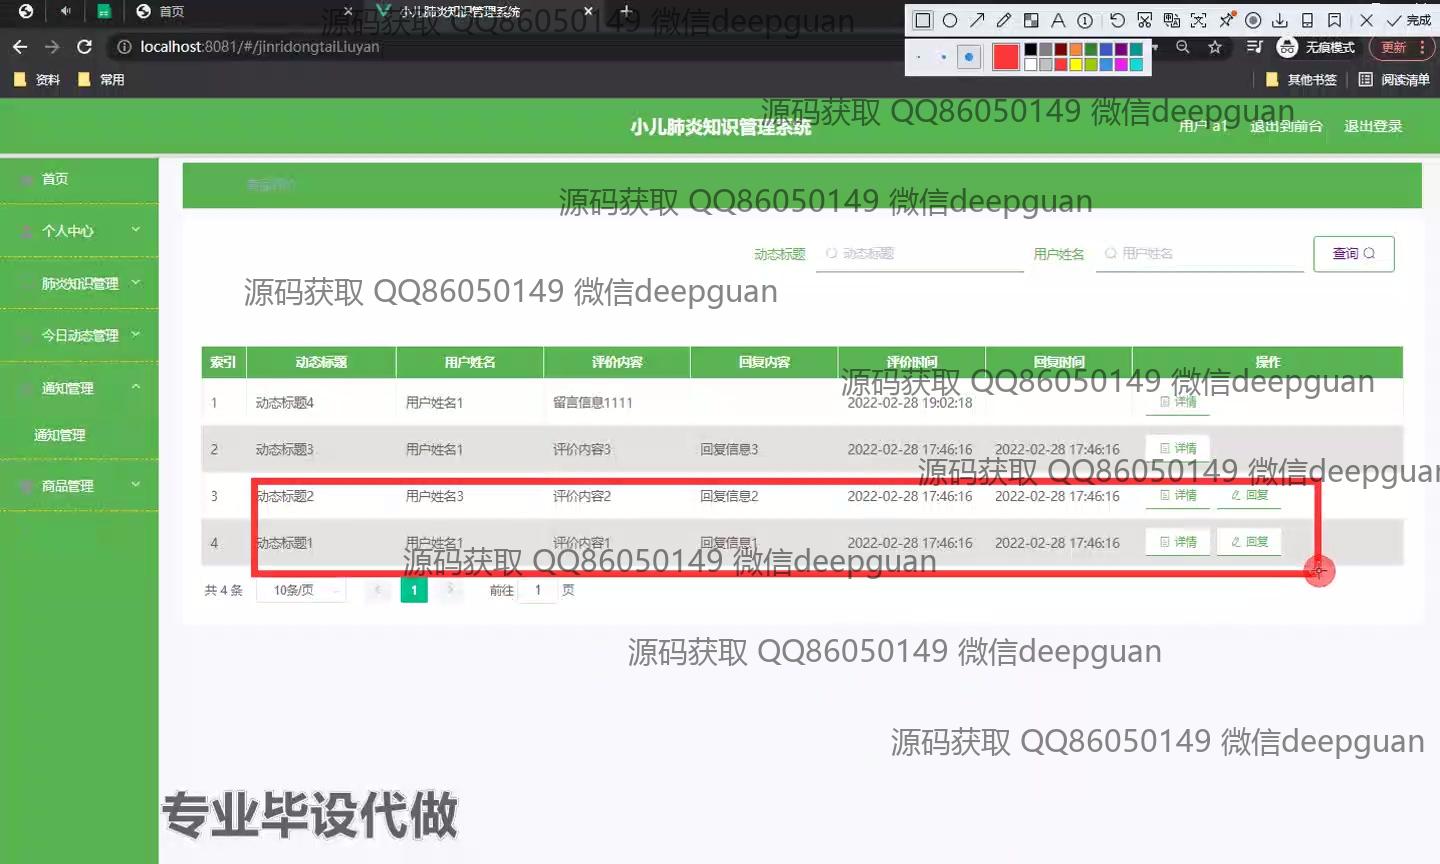 首页
小儿肺炎知识管理系统
源码获取 QQ86050149 微信deepguan
完成
localhost:8081/#/jinridongtaiLiuyan
无痕模式
更新
资料
常用
其他书签
阅读清单
源码获取 QQ86050149 微信deepguan
小儿肺炎知识管理系统
用户 a1
退出到前台
退出登录
首页
源码获取 QQ86050149 微信deepguan
个人中心
动态标题
动态标题
用户姓名
用户姓名
查询
肺炎知识管理
源码获取 QQ86050149 微信deepguan
今日动态管理
索引 动态标题 用户姓名 评价内容 回复内容 评价时间 回复时间 操作
通知管理
源码获取 QQ86050149 微信deepguan
1 动态标题4 用户姓名1 留言信息1111 2022-02-28 19:02:18 详情
通知管理
2 动态标题3 用户姓名1 评价内容3 回复信息3 2022-02-28 17:46:16 2022-02-28 17:46:16 详情
源码获取 QQ86050149 微信deepguan
商品管理
3 动态标题2 用户姓名3 评价内容2 回复信息2 2022-02-28 17:46:16 2022-02-28 17:46:16 详情 回复
4 动态标题1 用户姓名1 评价内容1 回复信息1 2022-02-28 17:46:16 2022-02-28 17:46:16 详情 回复
源码获取 QQ86050149 微信deepguan
共 4 条 10条/页 1 前往 1 页
源码获取 QQ86050149 微信deepguan
源码获取 QQ86050149 微信deepguan
专业毕设代做